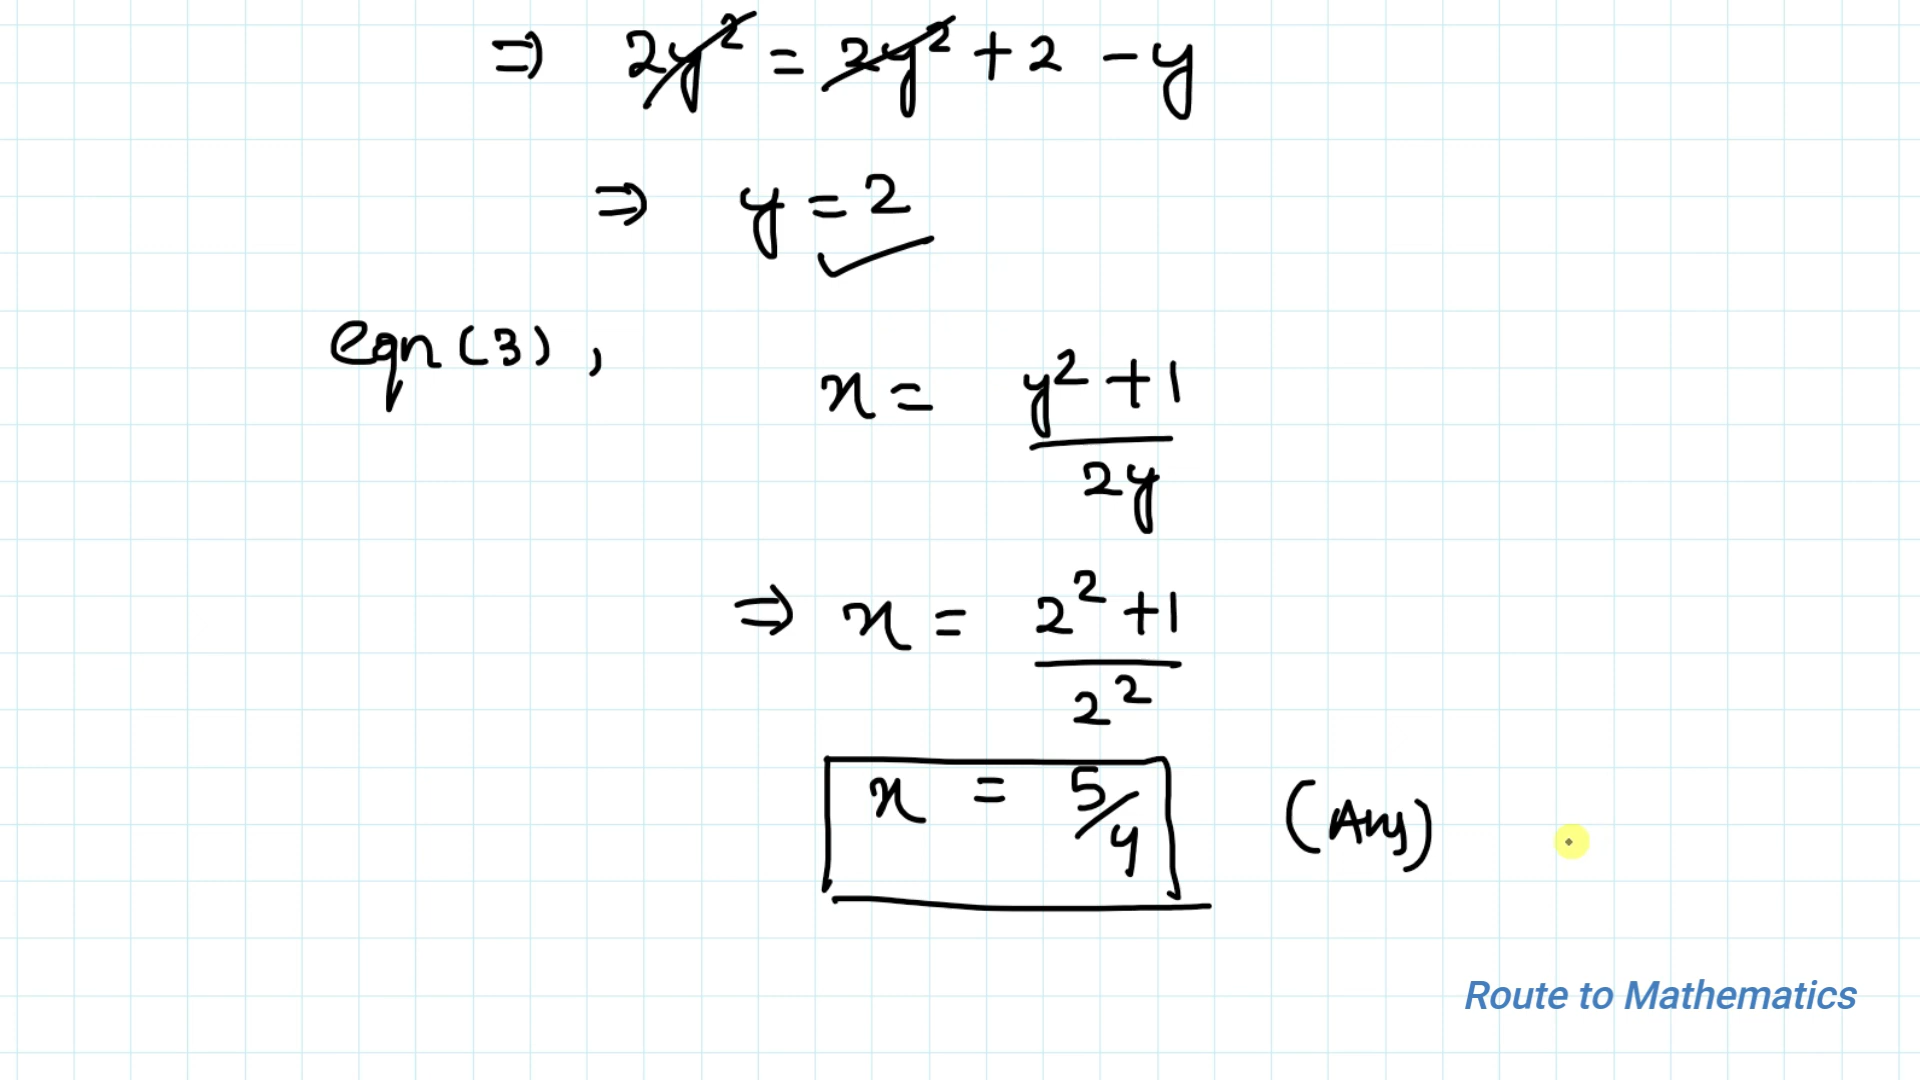 ⇒ 2y² = 2y² + 2 - y
⇒ y = 2
eqn (3) ,
x = y² + 1 / 2y
⇒ x = 2² + 1 / 2²
x = 5/4 (Ans)
Route to Mathematics